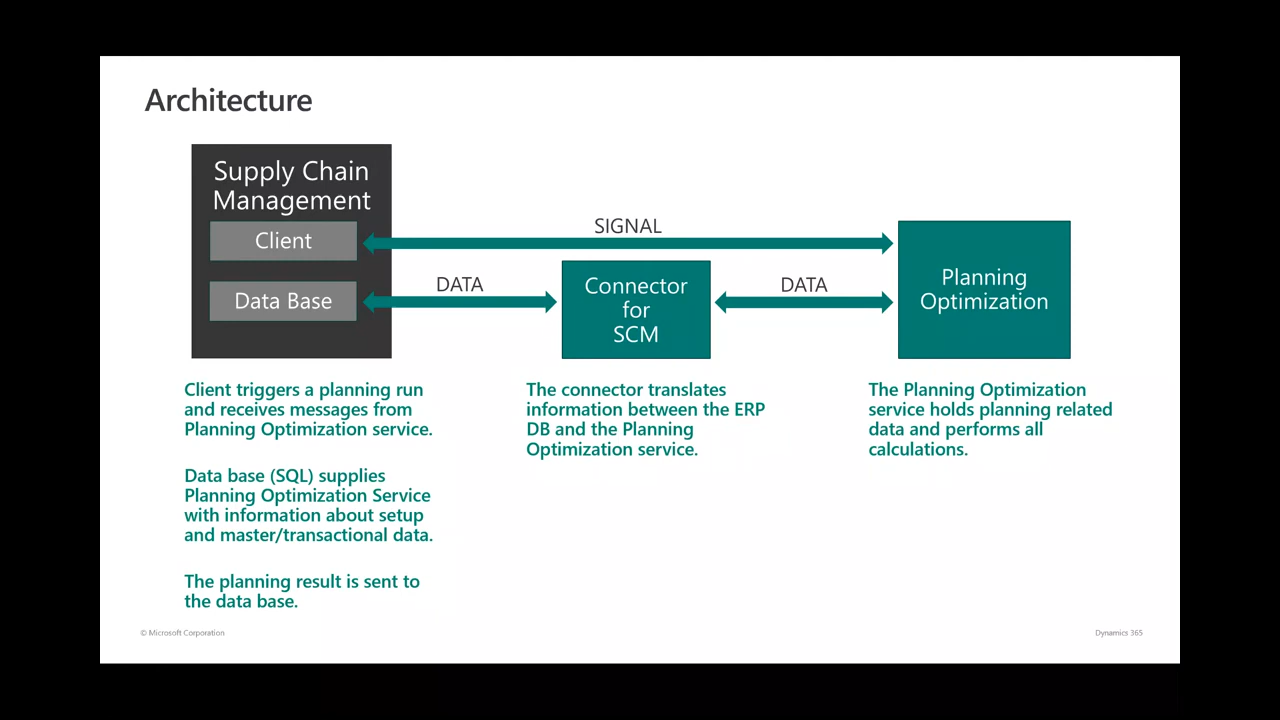 Architecture
Supply Chain
Management
Client
Data Base
SIGNAL
DATA
Connector
for
SCM
DATA
Planning
Optimization
Client triggers a planning run
and receives messages from
Planning Optimization service.
Data base (SQL) supplies
Planning Optimization Service
with information about setup
and master/transactional data.
The planning result is sent to
the data base.
The connector translates
information between the ERP
DB and the Planning
Optimization service.
The Planning Optimization
service holds planning related
data and performs all
calculations.
© Microsoft Corporation
Dynamics 365